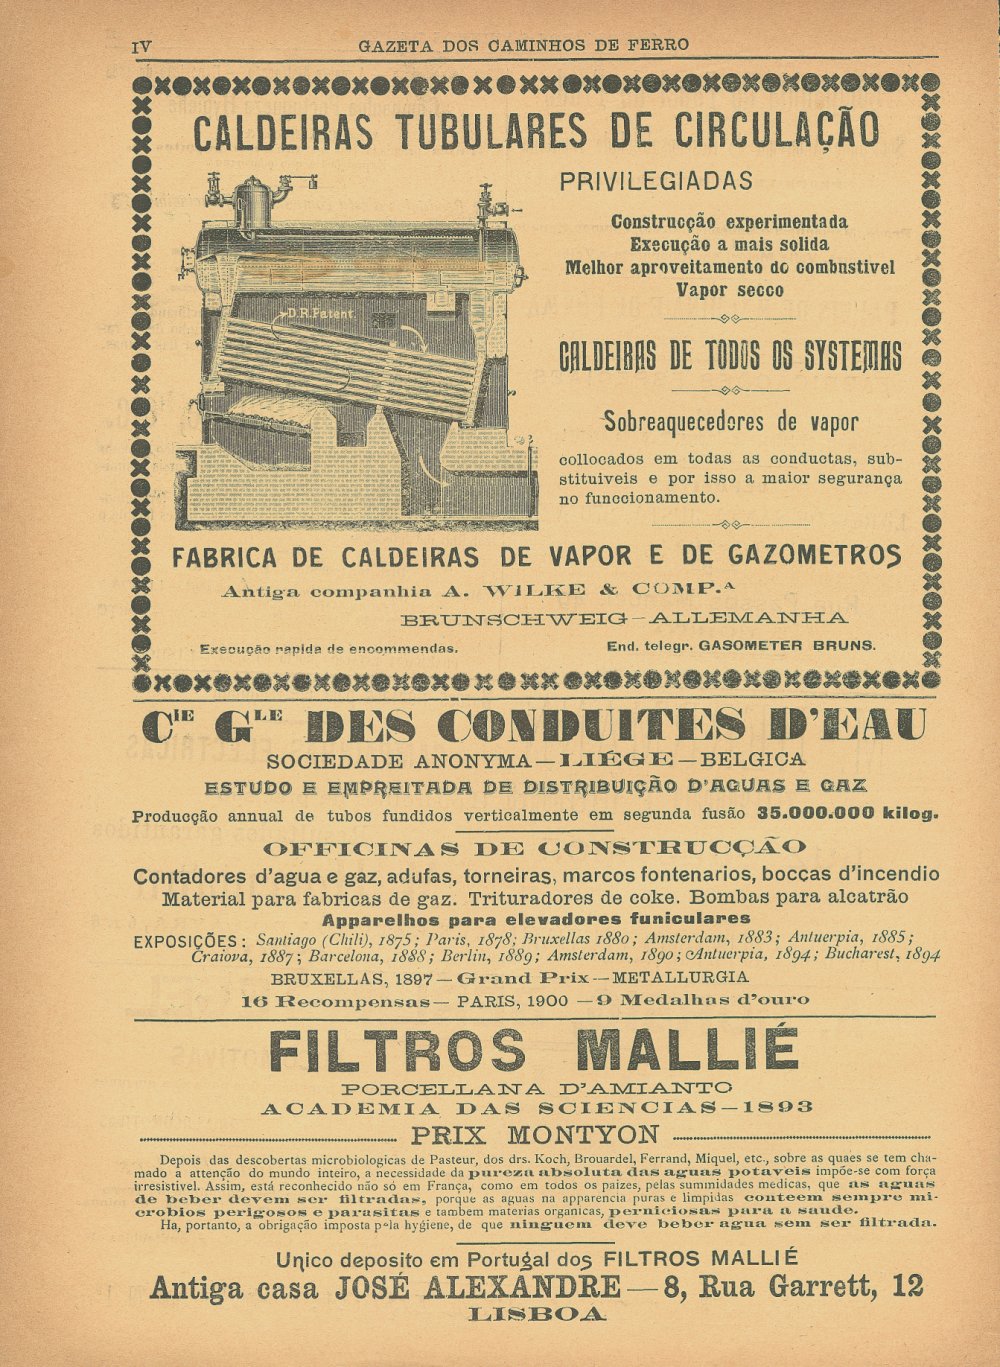 IV
GAZETA DOS CAMINHOS DE FERRO
CALDEIRAS TUBULARES DE CIRCULAÇÃO
D.R.Patent.
PRIVILEGIADAS
Construcção experimentada
Execução a mais solida
Melhor aproveitamento do combnstivel
Vapor secco
CALDEIRAS DE TODOS OS SYSTEMAS
Sobreaquecedores de vapor
collocados em todas as conductas, sub-
stituiveis e por isso a maior segurança
no funccionamento.
FABRICA DE CALDEIRAS DE VAPOR E DE GAZOMETROS
Antiga companhia A. WILKE & COMP.ᴬ
BRUNSCHWEIG—ALLEMANHA
Execução rapida de encommendas.
End. telegr. GASOMETER BRUNS.
Cᴵᴱ Gᴸᴱ DES CONDUITES D'EAU
SOCIEDADE ANONYMA—LIÉGE—BELGICA
ESTUDO E EMPREITADA DE DISTRIBUIÇÃO D'AGUAS E GAZ
Producção annual de tubos fundidos verticalmente em segunda fusão 35.000.000 kilog.
OFFICINAS DE CONSTRUCÇÃO
Contadores d'agua e gaz, adufas, torneiras, marcos fontenarios, boccas d'incendio
Material para fabricas de gaz. Trituradores de coke. Bombas para alcatrão
Apparelhos para elevadores funiculares
EXPOSIÇÕES: Santiago (Chili), 1875; Paris, 1878; Bruxellas 1880; Amsterdam, 1883; Antuerpia, 1885;
Craiova, 1887; Barcelona, 1888; Berlin, 1889; Amsterdam, 1890; Antuerpia, 1894; Bucharest, 1894
BRUXELLAS, 1897—Grand Prix—METALLURGIA
16 Recompensas—PARIS, 1900—9 Medalhas d'ouro
FILTROS MALLIÉ
PORCELLANA D'AMIANTO
ACADEMIA DAS SCIENCIAS—1893
PRIX MONTYON
Depois das descobertas microbiologicas de Pasteur, dos drs. Koch, Brouardel, Ferrand, Miquel, etc., sobre as quaes se tem cha-
mado a attenção do mundo inteiro, a necessidade da pureza absoluta das aguas potaveis impõe-se com força
irresistivel. Assim, está reconhecido não só em França, como em todos os paizes, pelas summidades medicas, que as aguas
de beber devem ser filtradas, porque as aguas na apparencia puras e limpidas conteem sempre mi-
crobios perigosos e parasitas e tambem materias organicas, perniciosas para a saude.
Ha, portanto, a obrigação imposta pela hygiene, de que ninguem deve beber agua sem ser filtrada.
Unico deposito em Portugal dos FILTROS MALLIÉ
Antiga casa JOSÉ ALEXANDRE—8, Rua Garrett, 12
LISBOA